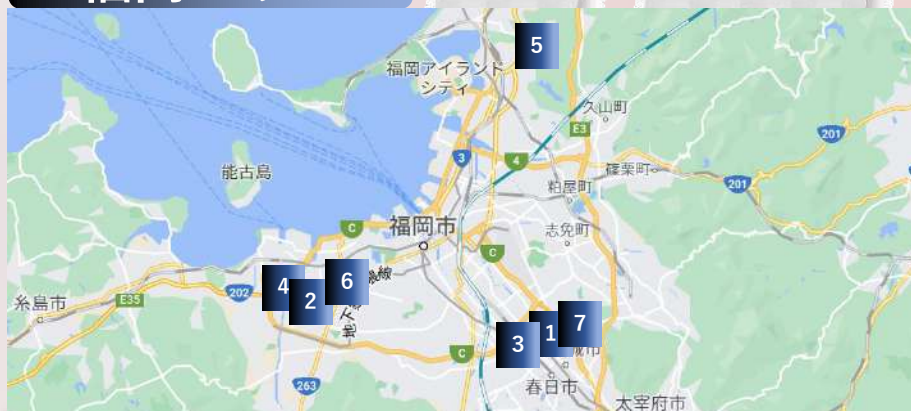 5
福岡アイランド
シティ
久山町
E3
201
3
4
篠栗町
能古島
粕屋町
201
C
福岡市
志免町
C
4
6
202
2
糸島市
E35
7
1
3
C
春日市
263
太宰府市